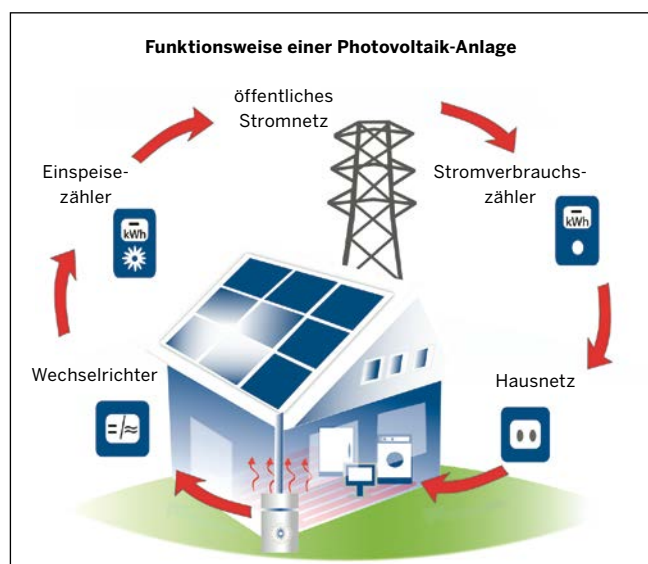 Funktionsweise einer Photovoltaik-Anlage
öffentliches
Stromnetz
Einspeise-
zähler
kWh
Stromverbrauchs-
zähler
kWh
Wechselrichter
=/≈
Hausnetz